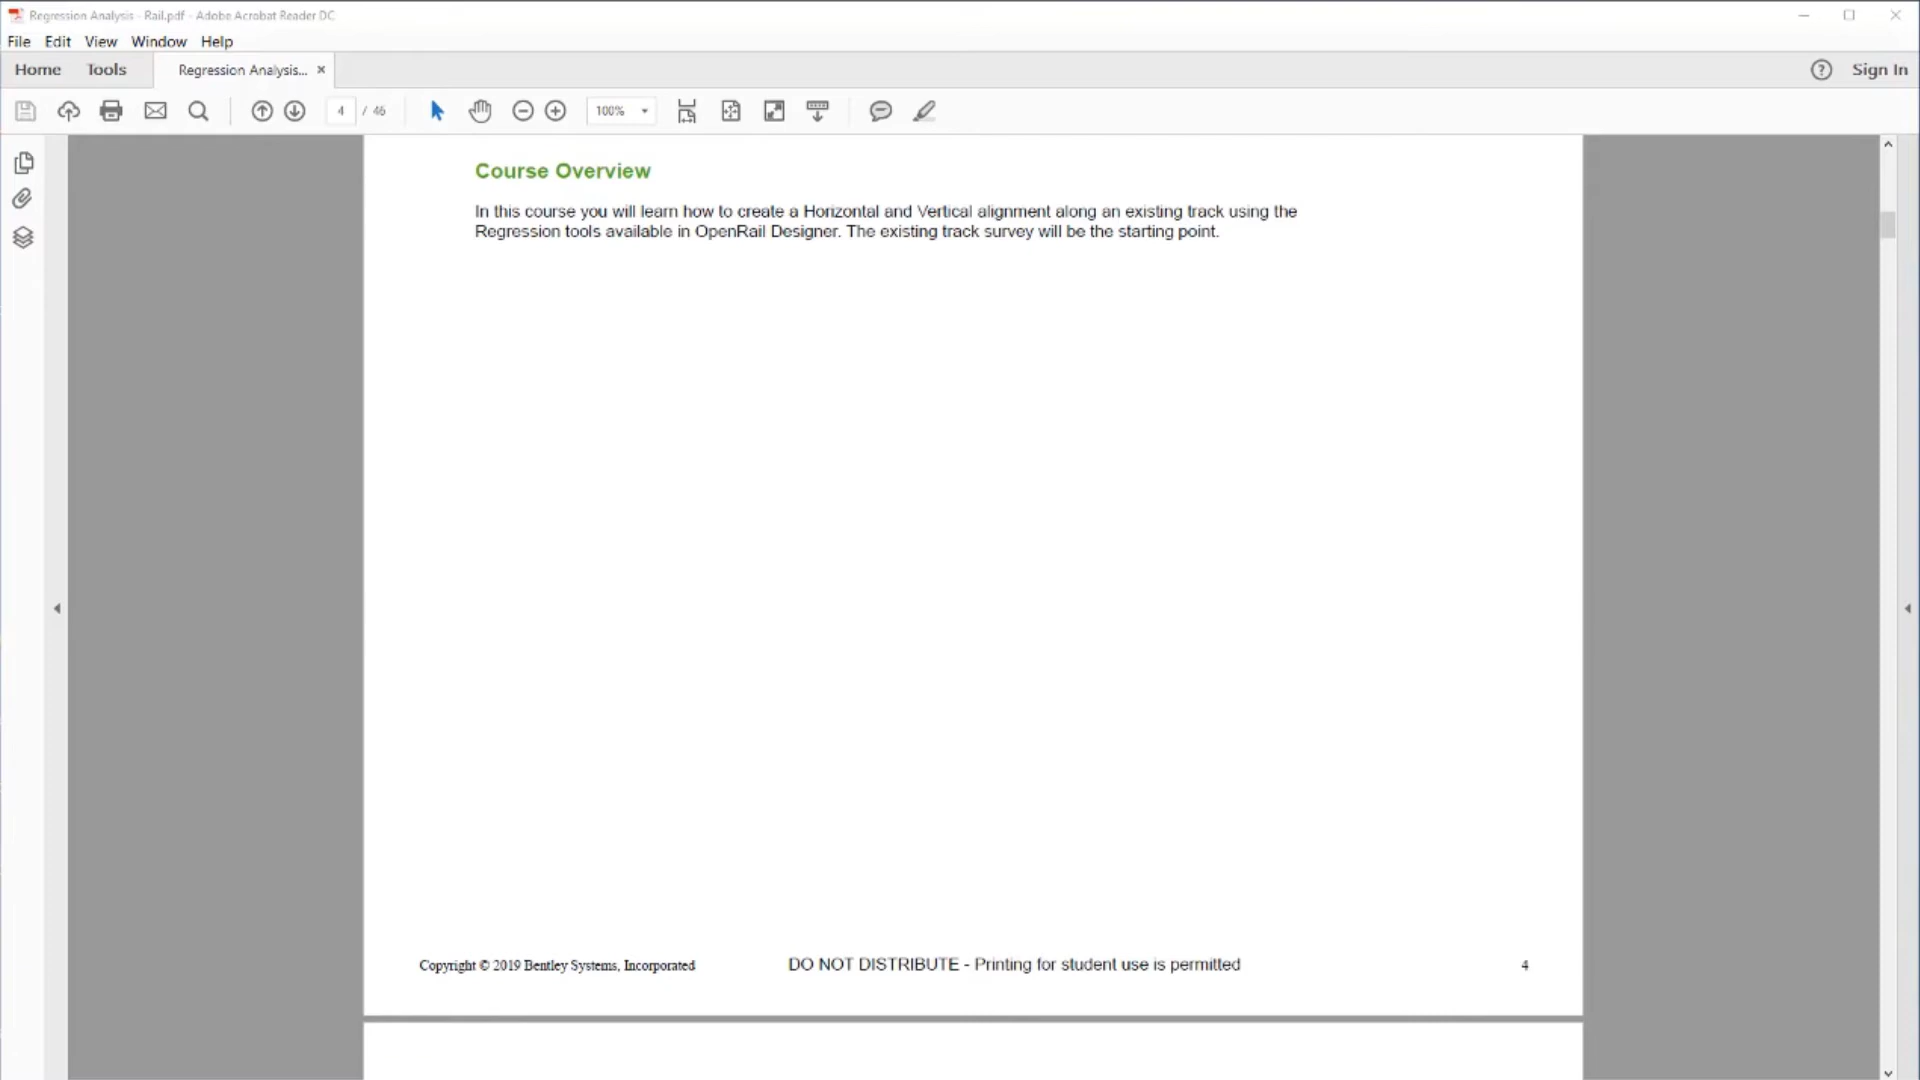 Regression Analysis - Rail.pdf - Adobe Acrobat Reader DC
File Edit View Window Help
Home Tools Regression Analysis... × Sign In
4 / 46 100%
Course Overview
In this course you will learn how to create a Horizontal and Vertical alignment along an existing track using the
Regression tools available in OpenRail Designer. The existing track survey will be the starting point.
Copyright © 2019 Bentley Systems, Incorporated DO NOT DISTRIBUTE - Printing for student use is permitted 4